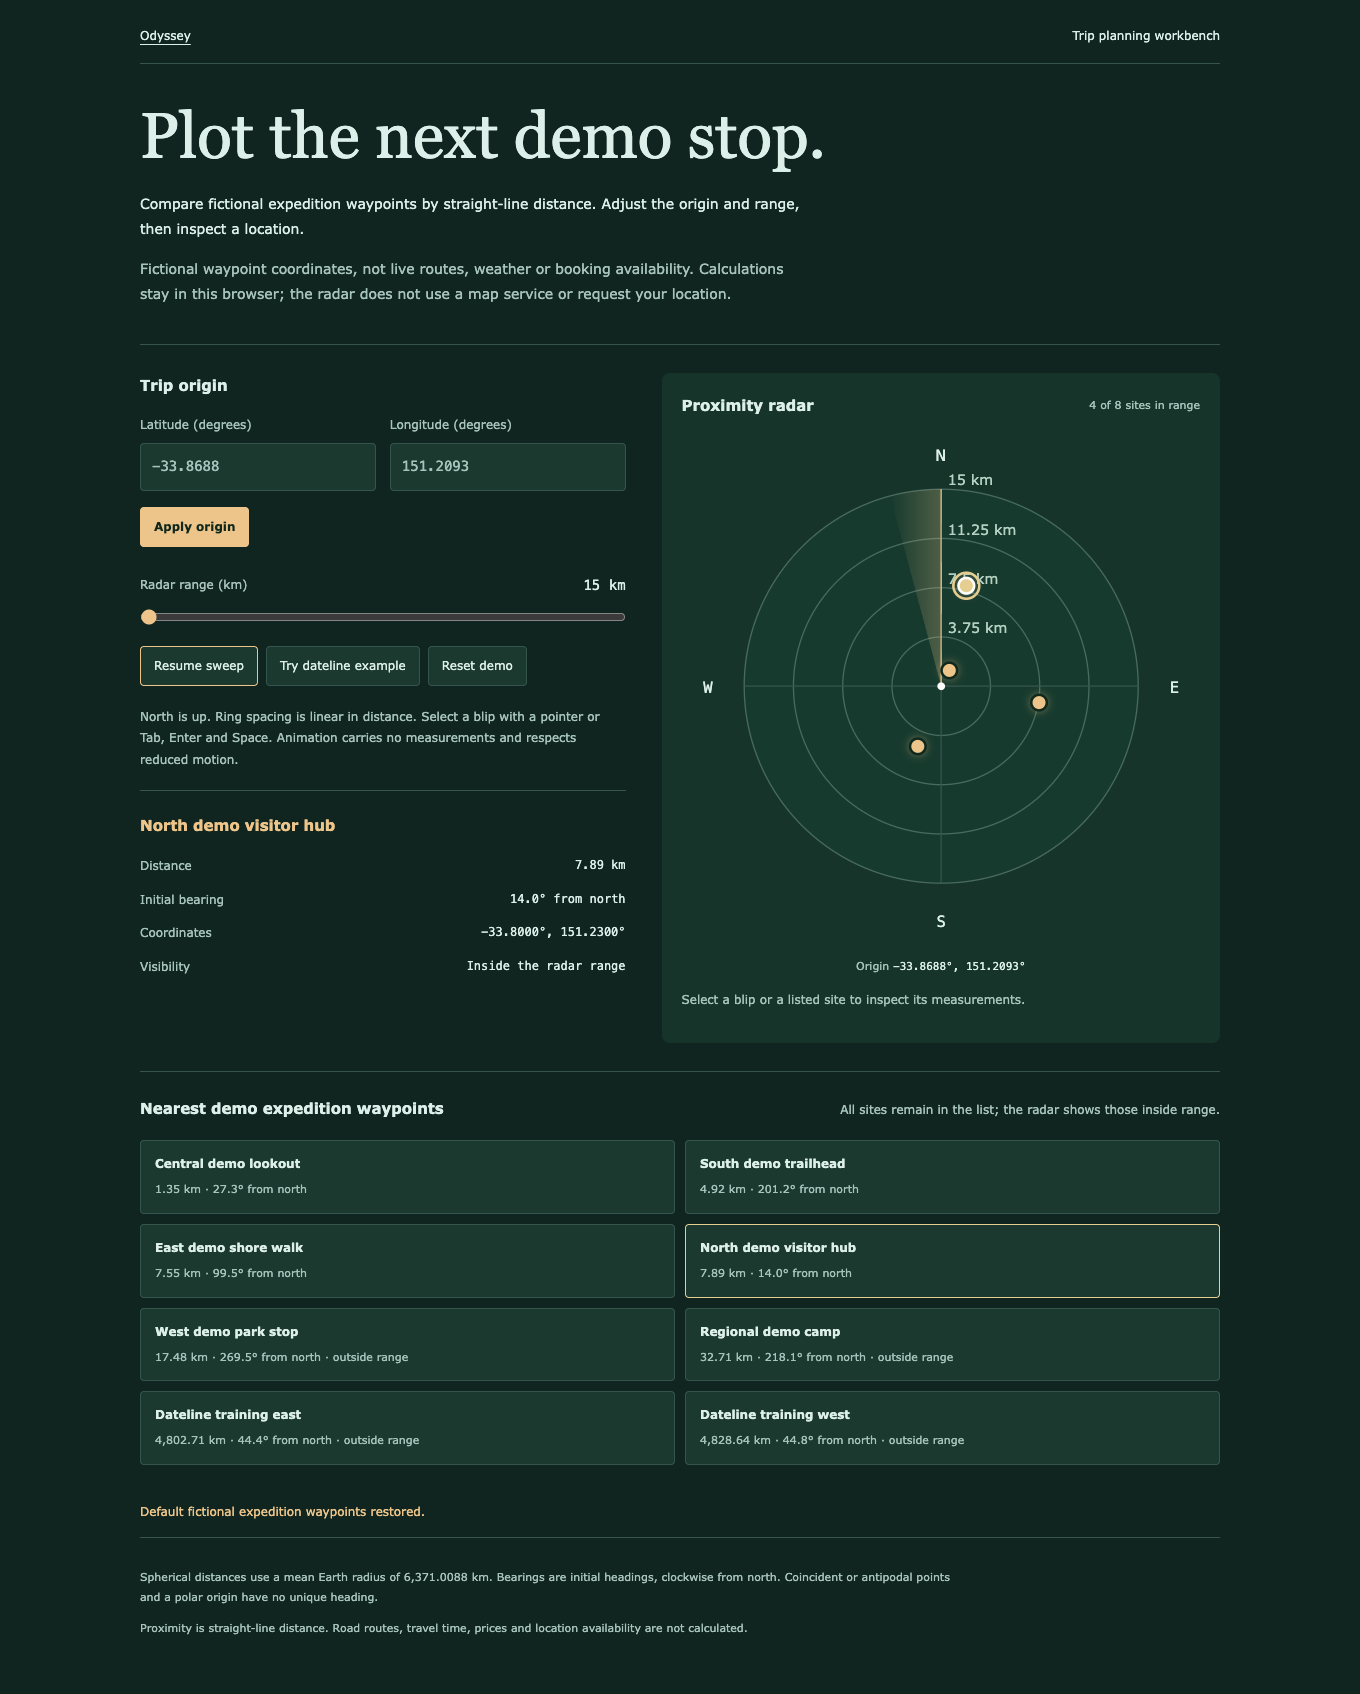 Odyssey
Trip planning workbench
Plot the next demo stop.
Compare fictional expedition waypoints by straight-line distance. Adjust the origin and range,
then inspect a location.
Fictional waypoint coordinates, not live routes, weather or booking availability. Calculations
stay in this browser; the radar does not use a map service or request your location.
Trip origin
Latitude (degrees)
Longitude (degrees)
−33.8688
151.2093
Apply origin
Radar range (km)
15 km
Resume sweep
Try dateline example
Reset demo
North is up. Ring spacing is linear in distance. Select a blip with a pointer or
Tab, Enter and Space. Animation carries no measurements and respects
reduced motion.
North demo visitor hub
Distance
7.89 km
Initial bearing
14.0° from north
Coordinates
−33.8000°, 151.2300°
Visibility
Inside the radar range
Proximity radar
4 of 8 sites in range
N
15 km
11.25 km
km
3.75 km
W
E
S
Origin −33.8688°, 151.2093°
Select a blip or a listed site to inspect its measurements.
Nearest demo expedition waypoints
All sites remain in the list; the radar shows those inside range.
Central demo lookout
1.35 km · 27.3° from north
South demo trailhead
4.92 km · 201.2° from north
East demo shore walk
7.55 km · 99.5° from north
North demo visitor hub
7.89 km · 14.0° from north
West demo park stop
17.48 km · 269.5° from north · outside range
Regional demo camp
32.71 km · 218.1° from north · outside range
Dateline training east
4,802.71 km · 44.4° from north · outside range
Dateline training west
4,828.64 km · 44.8° from north · outside range
Default fictional expedition waypoints restored.
Spherical distances use a mean Earth radius of 6,371.0088 km. Bearings are initial headings, clockwise from north. Coincident or antipodal points
and a polar origin have no unique heading.
Proximity is straight-line distance. Road routes, travel time, prices and location availability are not calculated.